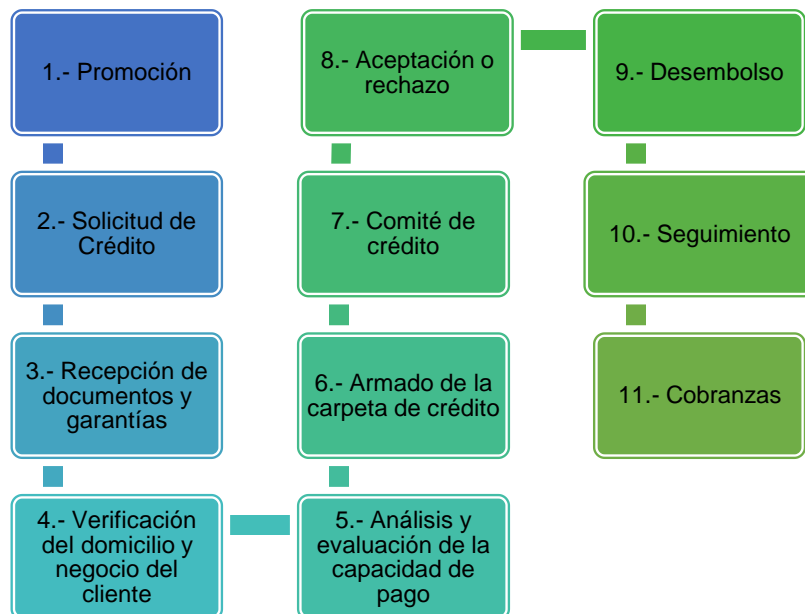 1.- Promoción
2.- Solicitud de
Crédito
3.- Recepción de
documentos y
garantías
4.- Verificación
del domicilio y
negocio del
cliente
5.- Análisis y
evaluación de la
capacidad de
pago
6.- Armado de la
carpeta de crédito
7.- Comité de
crédito
8.- Aceptación o
rechazo
9.- Desembolso
10.- Seguimiento
11.- Cobranzas